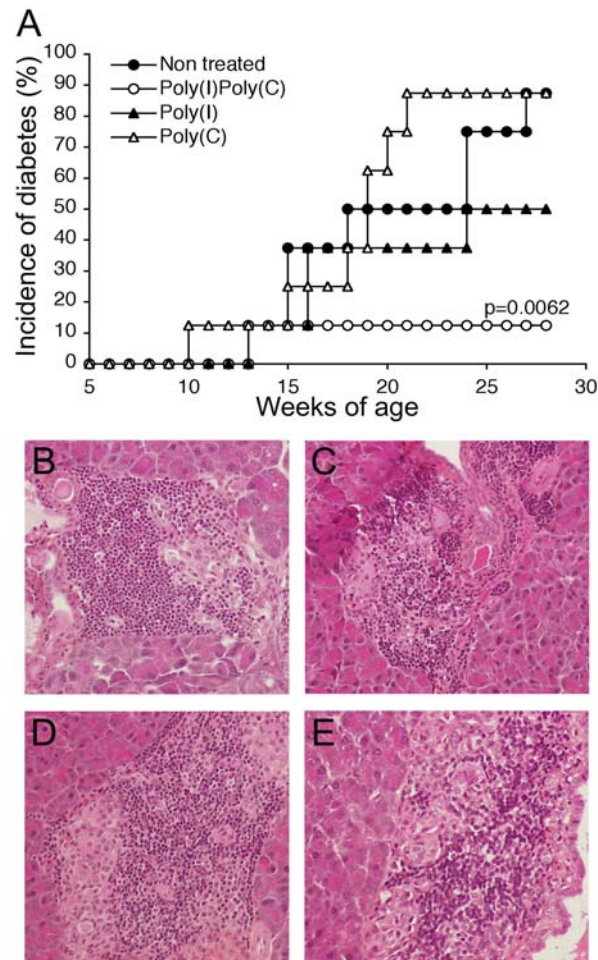 A
Incidence of diabetes (%)
100
90
80
70
60
50
40
30
20
10
0
Non treated
Poly(I)Poly(C)
Poly(I)
Poly(C)
p=0.0062
5 10 15 20 25 30
Weeks of age
B
C
D
E